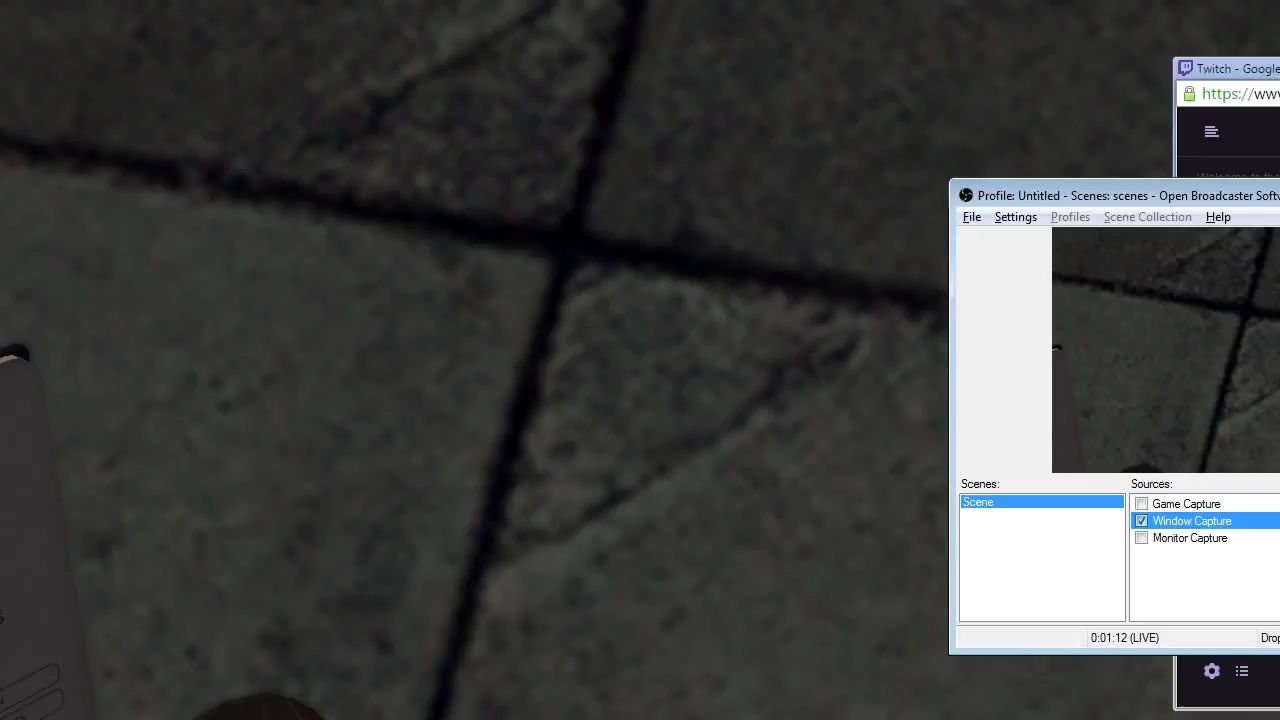 Twitch - Google
https://www
Profile: Untitled - Scenes: scenes - Open Broadcaster Softw
File Settings Profiles Scene Collection Help
Scenes: Sources:
Scene
Game Capture
Window Capture
Monitor Capture
0:01:12 (LIVE) Drop